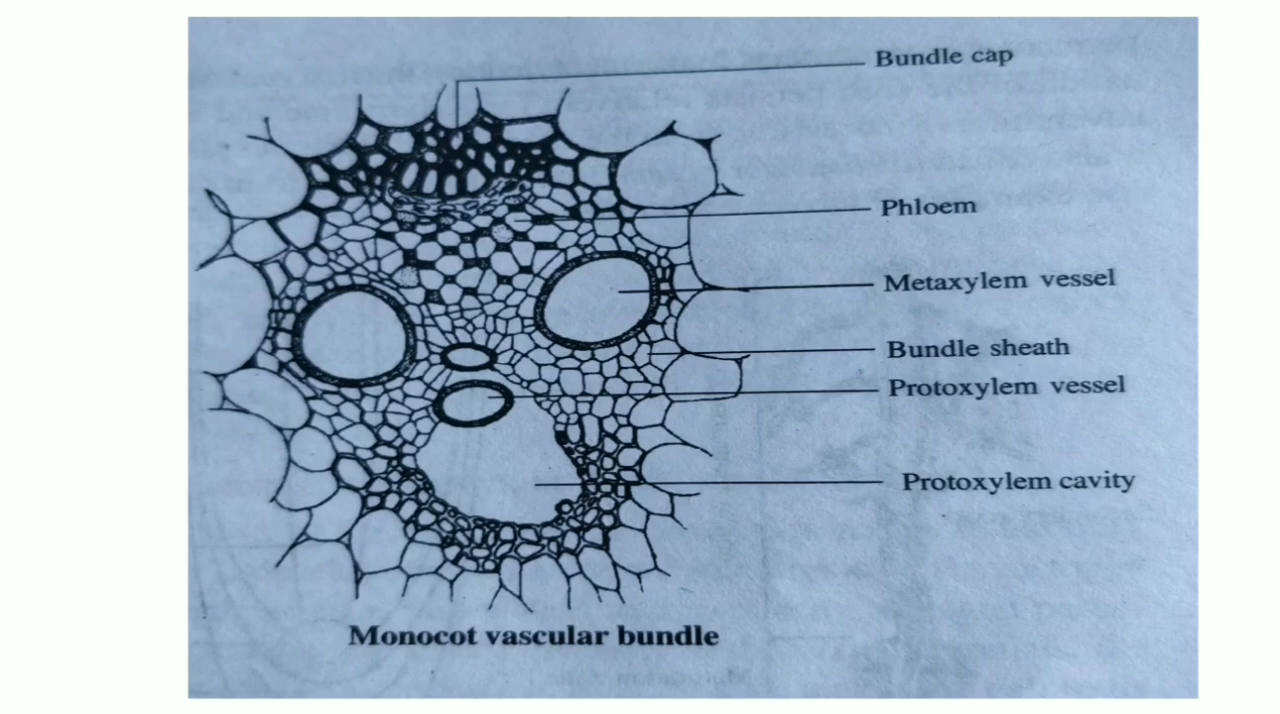 Bundle cap
Phloem
Metaxylem vessel
Bundle sheath
Protoxylem vessel
Protoxylem cavity
Monocot vascular bundle